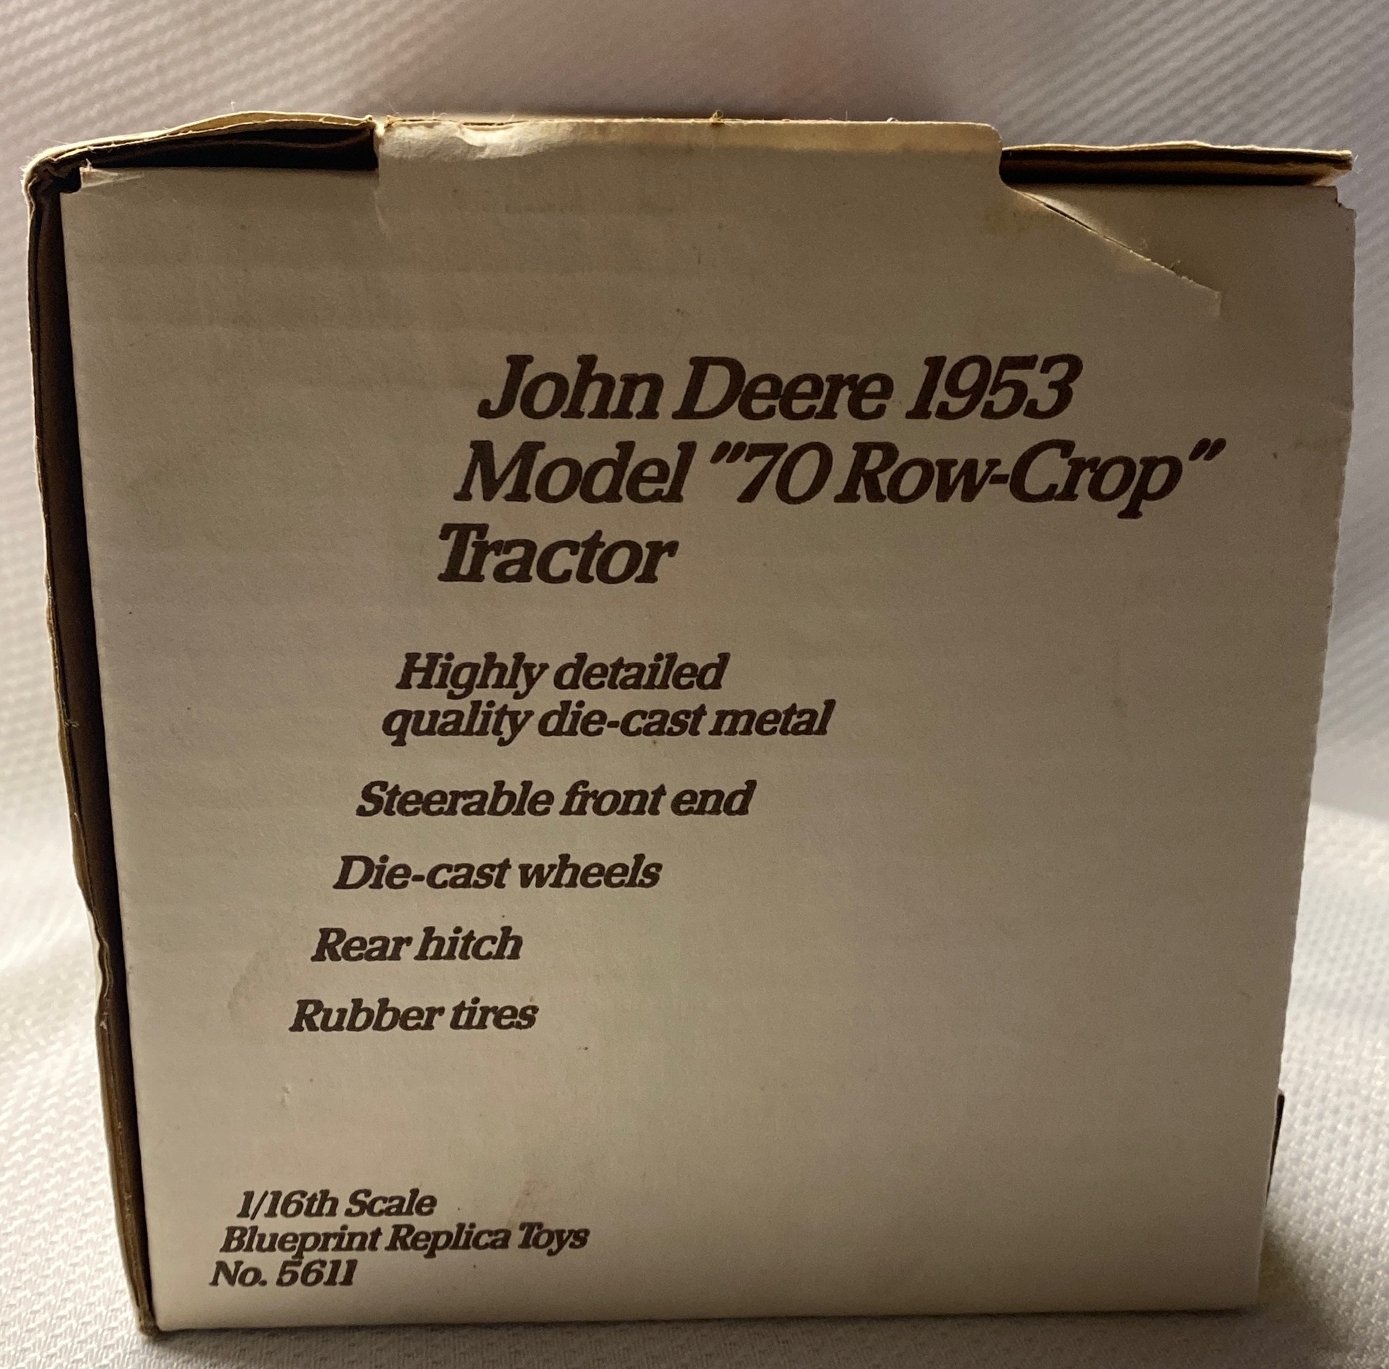 John Deere 1953
Model "70 Row-Crop"
Tractor
Highly detailed
quality die-cast metal
Steerable front end
Die-cast wheels
Rear hitch
Rubber tires
1/16th Scale
Blueprint Replica Toys
No. 5611